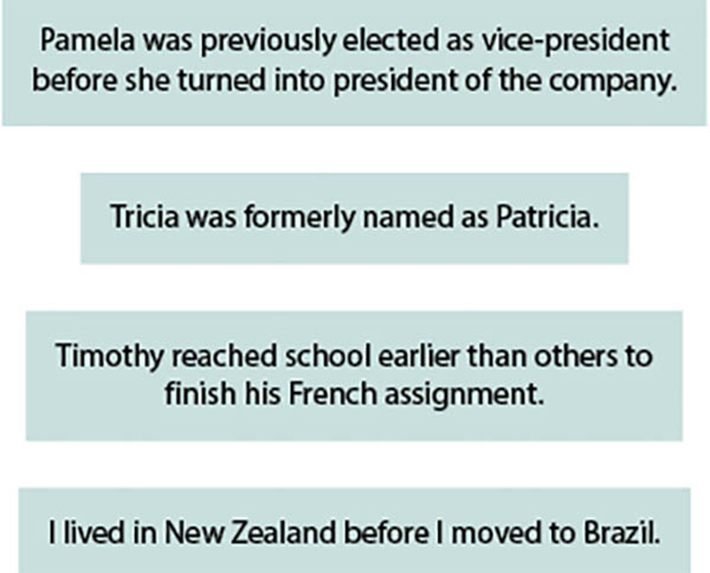 Pamela was previously elected as vice-president
before she turned into president of the company.
Tricia was formerly named as Patricia.
Timothy reached school earlier than others to
finish his French assignment.
I lived in New Zealand before I moved to Brazil.